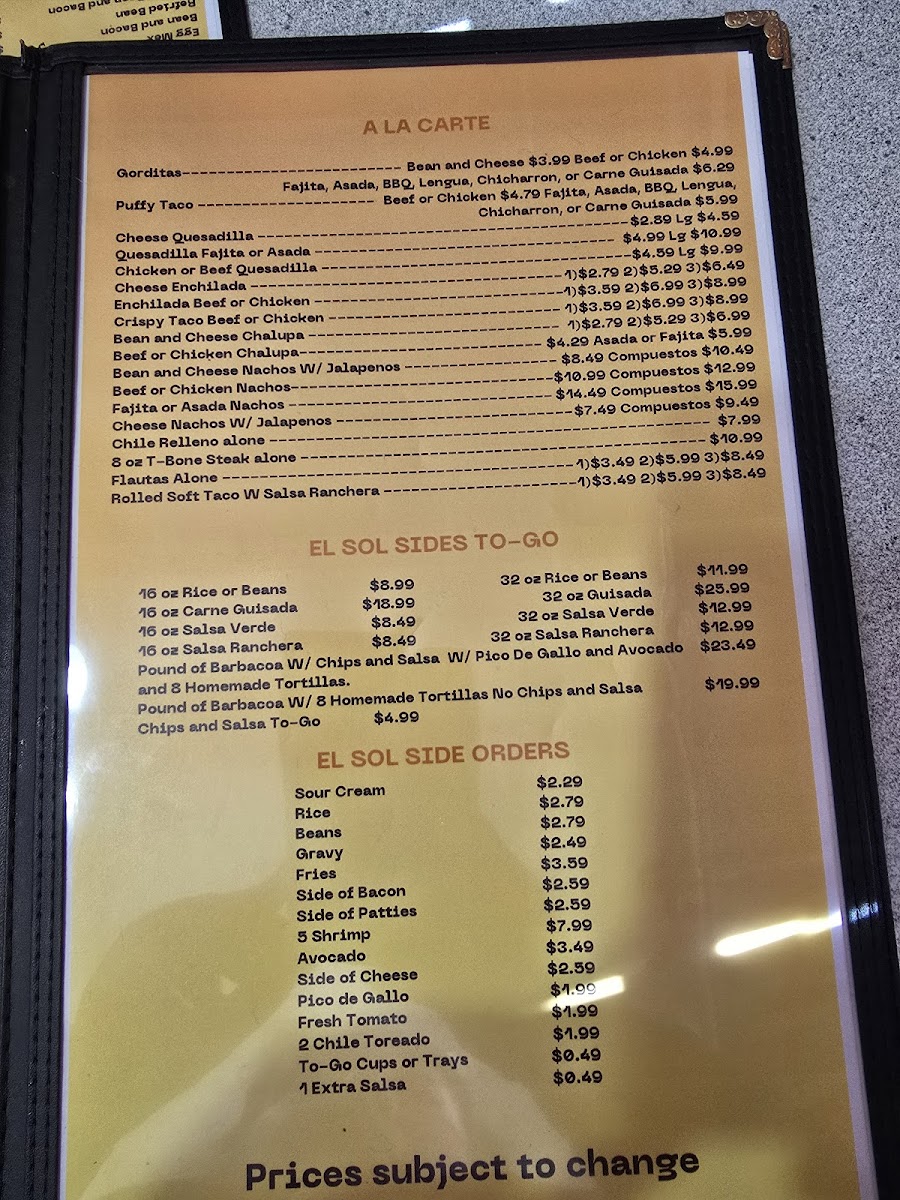 Egg Mex
Bean and Bacon
Refried Bean
and Bacon
A LA CARTE
Gorditas------------------------- Bean and Cheese $3.99 Beef or Chicken $4.99
Fajita, Asada, BBQ, Lengua, Chicharron, or Carne Guisada $6.29
Puffy Taco -------------------- Beef or Chicken $4.79 Fajita, Asada, BBQ, Lengua,
Chicharron, or Carne Guisada $5.99
Cheese Quesadilla ------------------------------------------$2.89 Lg $4.59
Quesadilla Fajita or Asada ----------------------------------- $4.99 Lg $10.99
Chicken or Beef Quesadilla -----------------------------------$4.59 Lg $9.99
Cheese Enchilada -----------------------------------1)$2.79 2)$5.29 3)$6.49
Enchilada Beef or Chicken ----------------------------1)$3.59 2)$6.99 3)$8.99
Crispy Taco Beef or Chicken --------------------------1)$3.59 2)$6.99 3)$8.99
Bean and Cheese Chalupa ---------------------------- 1)$2.79 2)$5.29 3)$6.99
Beef or Chicken Chalupa--------------------------- $4.29 Asada or Fajita $5.99
Bean and Cheese Nachos W/ Jalapenos ----------------- $8.49 Compuestos $10.49
Beef or Chicken Nachos-----------------------------$10.99 Compuestos $12.99
Fajita or Asada Nachos ----------------------------- $14.49 Compuestos $15.99
Cheese Nachos W/ Jalapenos --------------------------$7.49 Compuestos $9.49
Chile Relleno alone ------------------------------------------------- $7.99
8 oz T-Bone Steak alone --------------------------------------------- $10.99
Flautas Alone --------------------------------------1)$3.49 2)$5.99 3)$8.49
Rolled Soft Taco W Salsa Ranchera ---------------------1)$3.49 2)$5.99 3)$8.49
EL SOL SIDES TO-GO
16 oz Rice or Beans $8.99 32 oz Rice or Beans $11.99
16 oz Carne Guisada $18.99 32 oz Guisada $25.99
16 oz Salsa Verde $8.49 32 oz Salsa Verde $12.99
16 oz Salsa Ranchera $8.49 32 oz Salsa Ranchera $12.99
Pound of Barbacoa W/ Chips and Salsa W/ Pico De Gallo and Avocado $23.49
and 8 Homemade Tortillas.
Pound of Barbacoa W/ 8 Homemade Tortillas No Chips and Salsa $19.99
Chips and Salsa To-Go $4.99
EL SOL SIDE ORDERS
Sour Cream $2.29
Rice $2.79
Beans $2.79
Gravy $2.49
Fries $3.59
Side of Bacon $2.59
Side of Patties $2.59
5 Shrimp $7.99
Avocado $3.49
Side of Cheese $2.59
Pico de Gallo $1.99
Fresh Tomato $1.99
2 Chile Toreado $1.99
To-Go Cups or Trays $0.49
1 Extra Salsa $0.49
Prices subject to change